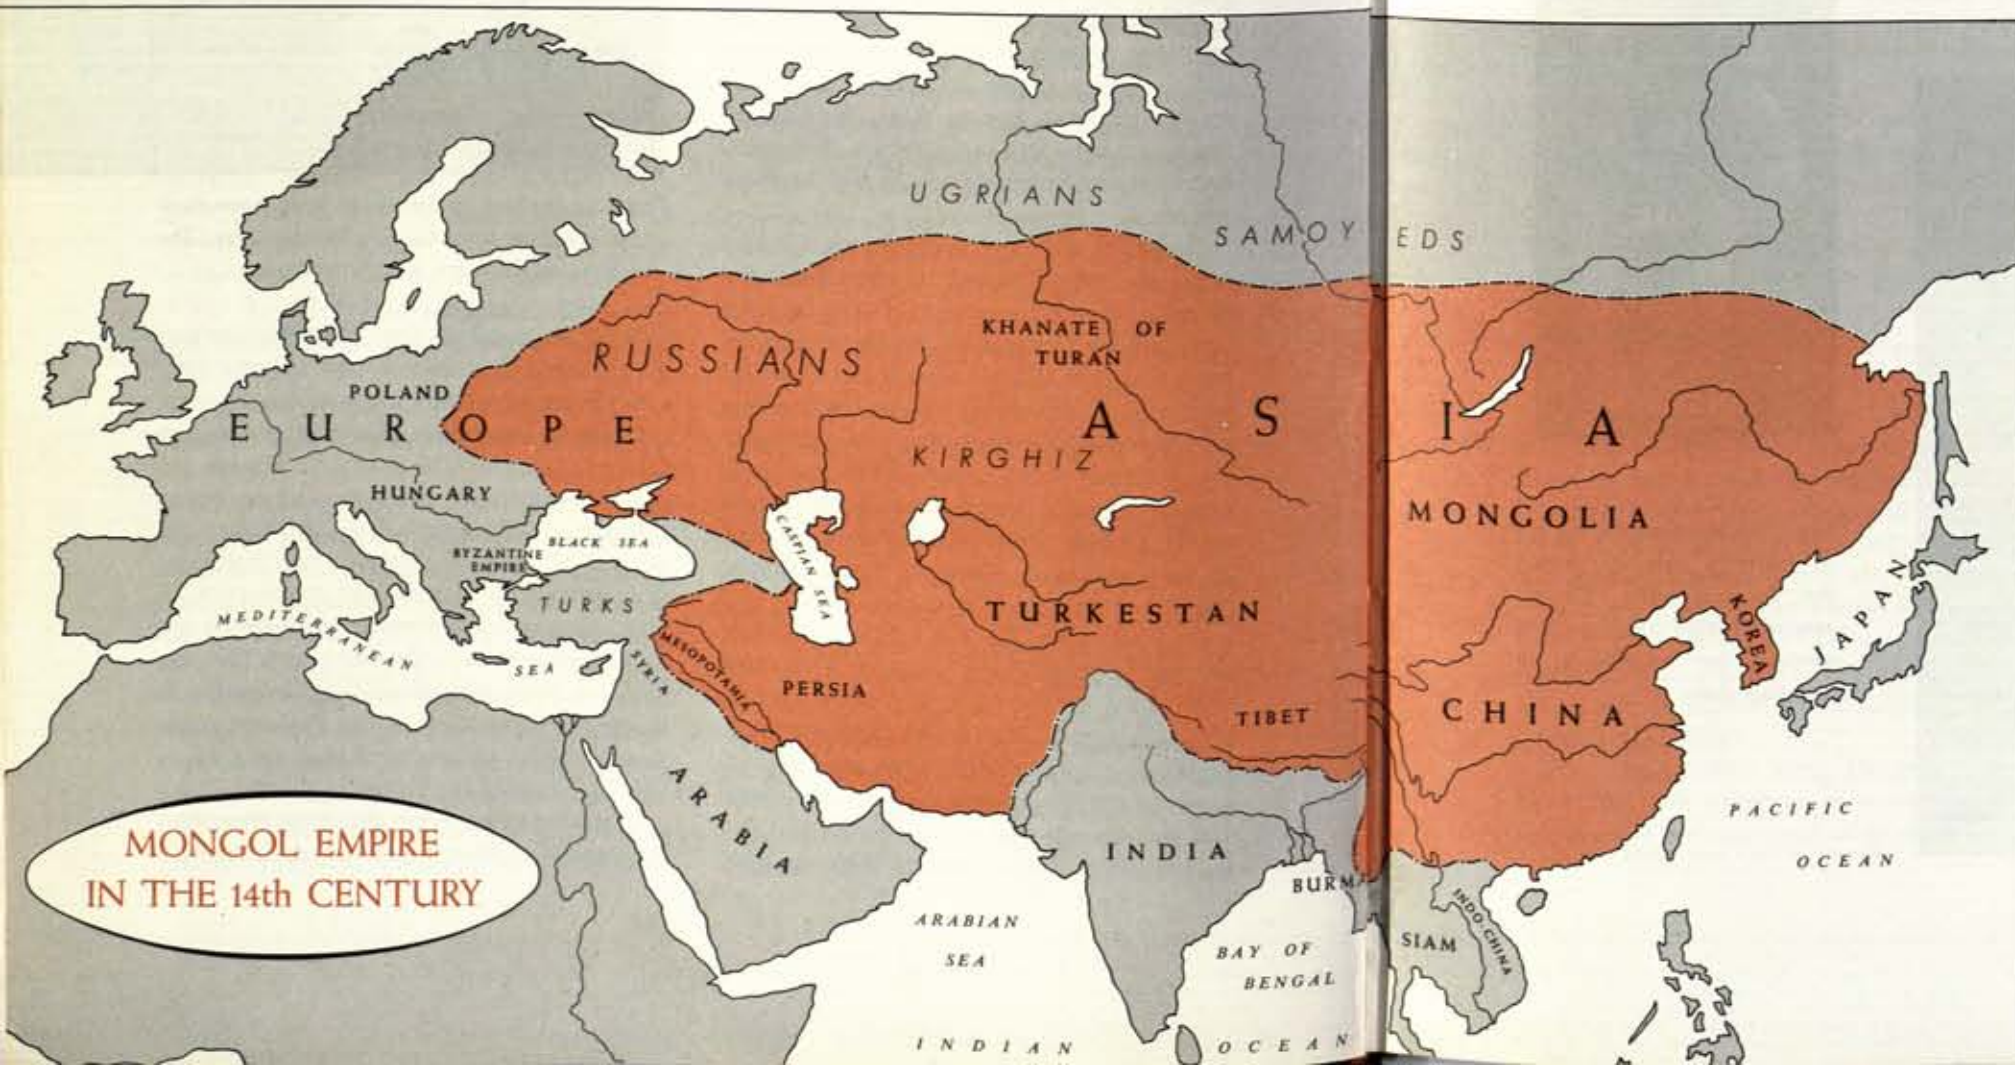 UGRIANS
SAMOYEDS
KHANATE OF
TURAN
RUSSIANS
POLAND
EUROPE
ASIA
KIRGHIZ
HUNGARY
MONGOLIA
BLACK SEA
CASPIAN SEA
BYZANTINE
EMPIRE
TURKS
TURKESTAN
KOREA
JAPAN
MEDITERRANEAN
SEA
SYRIA
MESOPOTAMIA
PERSIA
TIBET
CHINA
ARABIA
PACIFIC
OCEAN
MONGOL EMPIRE
IN THE 14th CENTURY
INDIA
BURMA
INDO-CHINA
SIAM
ARABIAN
SEA
BAY OF
BENGAL
INDIAN OCEAN